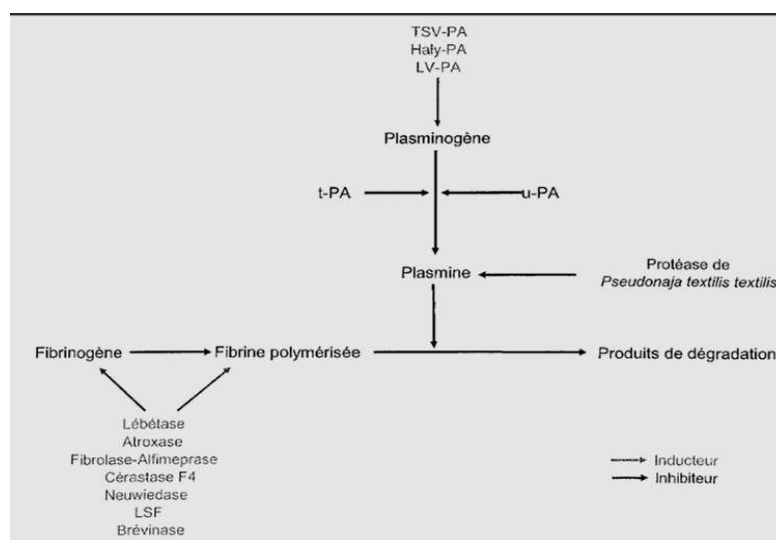 TSV-PA
Haly-PA
LV-PA
Plasminogène
t-PA
u-PA
Plasmine
Protéase de
Pseudonaja textilis textilis
Fibrinogène
Fibrine polymérisée
Produits de dégradation
Lébétase
Atroxase
Fibrolase-Alfimeprase
Cérastase F4
Neuwiedase
LSF
Brévinase
Inducteur
Inhibiteur